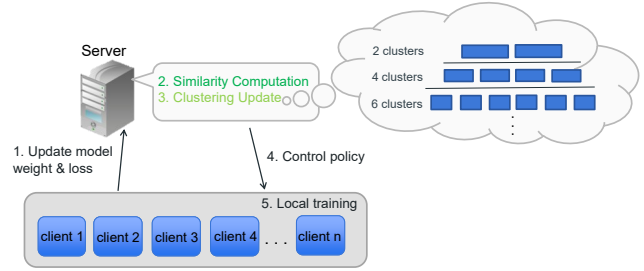 Server
2. Similarity Computation
3. Clustering Update
2 clusters
4 clusters
6 clusters
1. Update model
weight & loss
4. Control policy
5. Local training
client 1 client 2 client 3 client 4 . . . client n